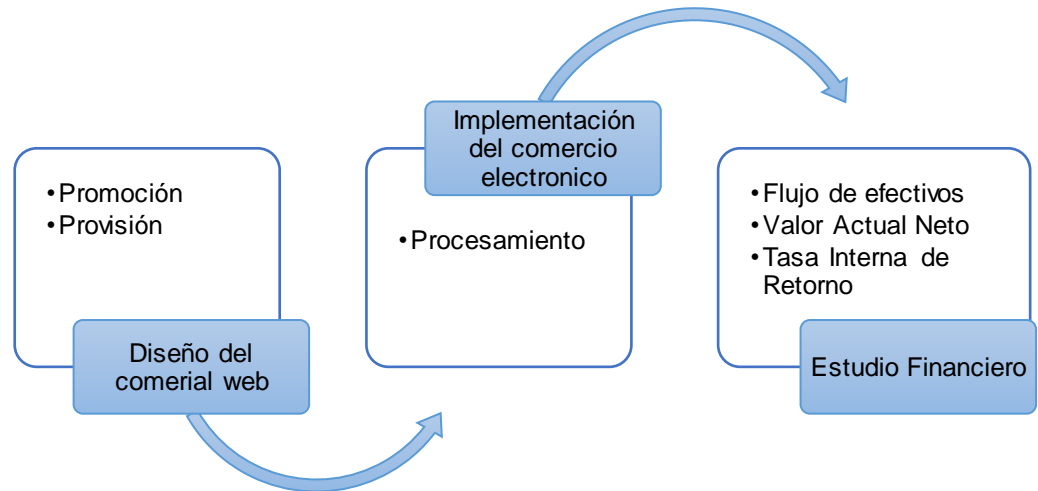 •Promoción
•Provisión
Diseño del
comerial web
Implementación
del comercio
electronico
•Procesamiento
•Flujo de efectivos
•Valor Actual Neto
•Tasa Interna de
Retorno
Estudio Financiero